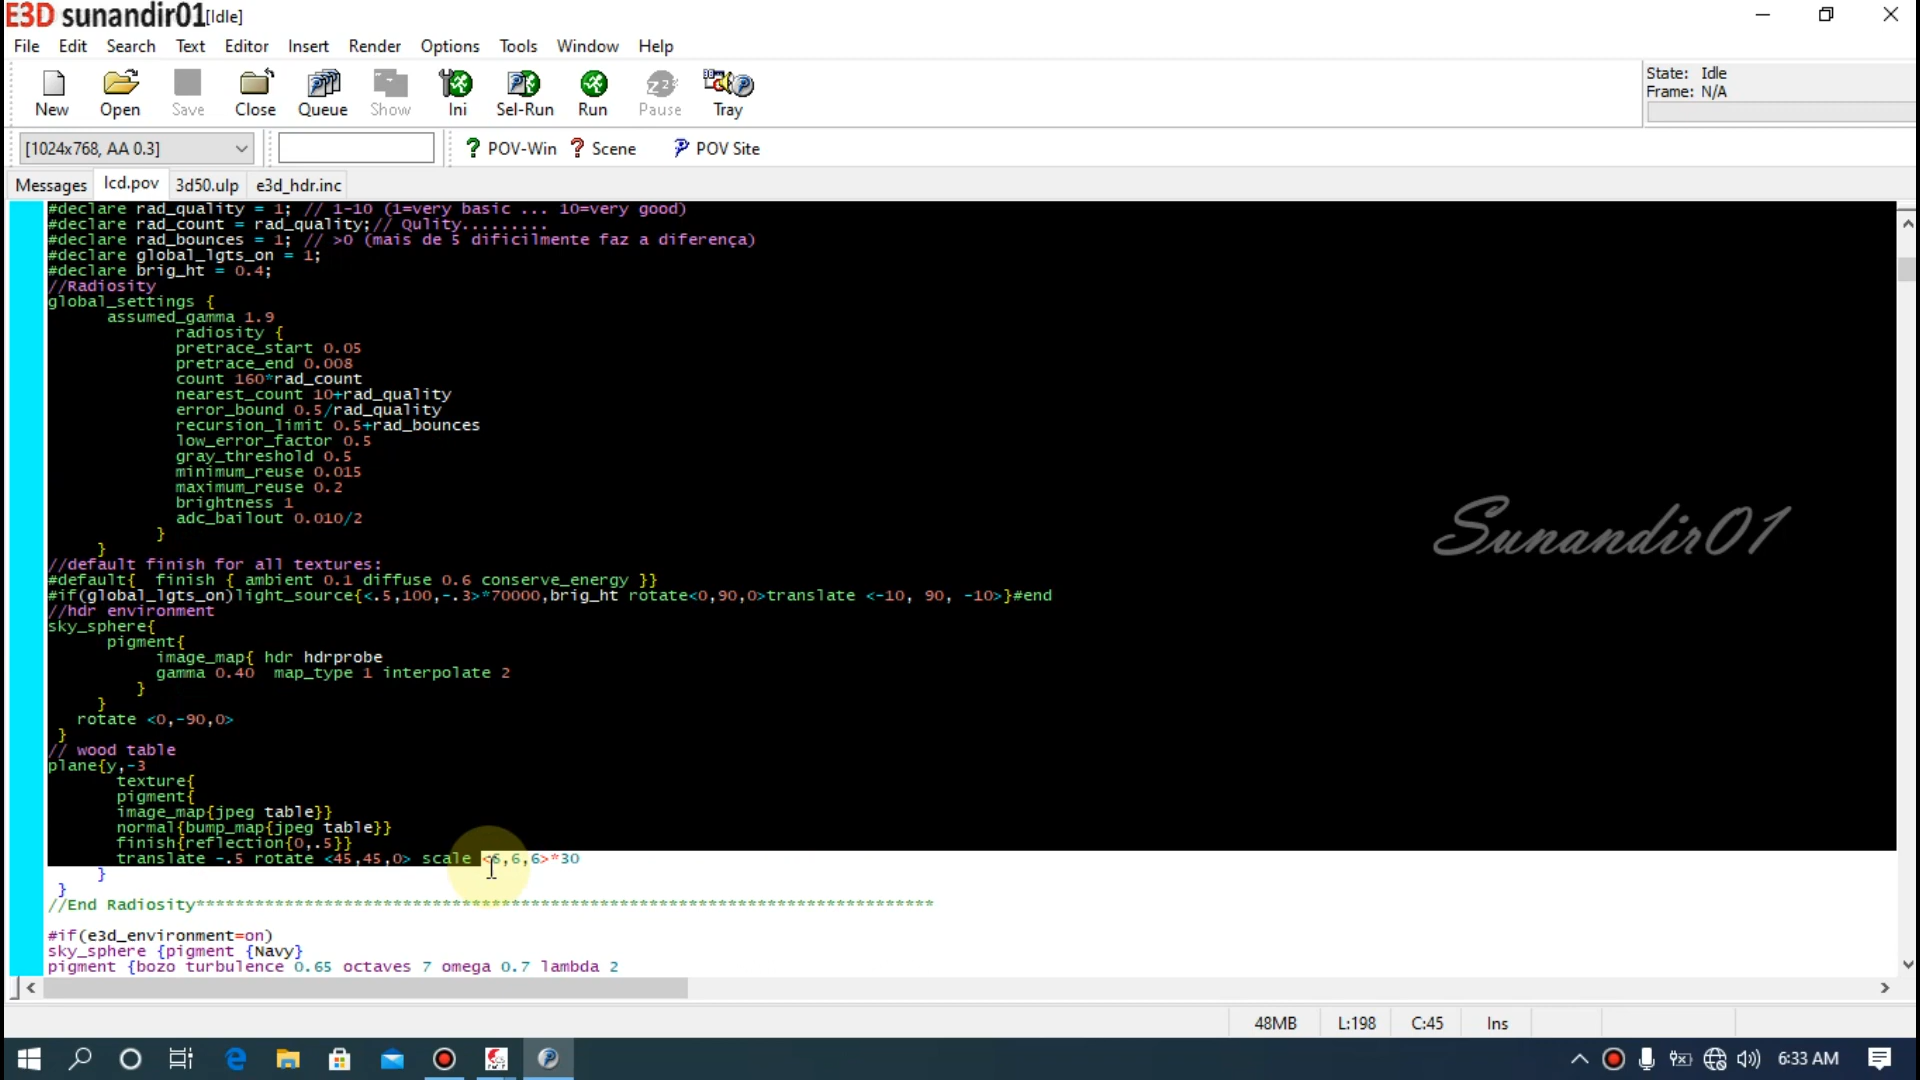 E3D sunandir01[Idle]
File Edit Search Text Editor Insert Render Options Tools Window Help
New Open Save Close Queue Show Ini Sel-Run Run Pause Tray
State: Idle
Frame: N/A
[1024x768, AA 0.3] POV-Win Scene POV Site
Messages lcd.pov 3d50.ulp e3d_hdr.inc
#declare rad_quality = 1; // 1-10 (1=very basic ... 10=very good)
#declare rad_count = rad_quality;// Qulity.........
#declare rad_bounces = 1; // >0 (mais de 5 dificilmente faz a diferença)
#declare global_lgts_on = 1;
#declare brig_ht = 0.4;
//Radiosity
global_settings {
assumed_gamma 1.9
radiosity {
pretrace_start 0.05
pretrace_end 0.008
count 160*rad_count
nearest_count 10+rad_quality
error_bound 0.5/rad_quality
recursion_limit 0.5+rad_bounces
low_error_factor 0.5
gray_threshold 0.5
minimum_reuse 0.015
maximum_reuse 0.2
brightness 1
adc_bailout 0.010/2
}
}
//default finish for all textures:
#default{ finish { ambient 0.1 diffuse 0.6 conserve_energy }}
#if(global_lgts_on)light_source{<.5,100,-.3>*70000,brig_ht rotate<0,90,0>translate <-10, 90, -10>}#end
//hdr environment
sky_sphere{
pigment{
image_map{ hdr hdrprobe
gamma 0.40 map_type 1 interpolate 2
}
}
rotate <0,-90,0>
}
// wood table
plane{y,-3
texture{
pigment{
image_map{jpeg table}}
normal{bump_map{jpeg table}}
finish{reflection{0,.5}}
translate -.5 rotate <45,45,0> scale <6,6,6>*30
}
}
//End Radiosity***************************************************************************
#if(e3d_environment=on)
sky_sphere {pigment {Navy}
pigment {bozo turbulence 0.65 octaves 7 omega 0.7 lambda 2
Sunandir01
48MB L:198 C:45 Ins
6:33 AM